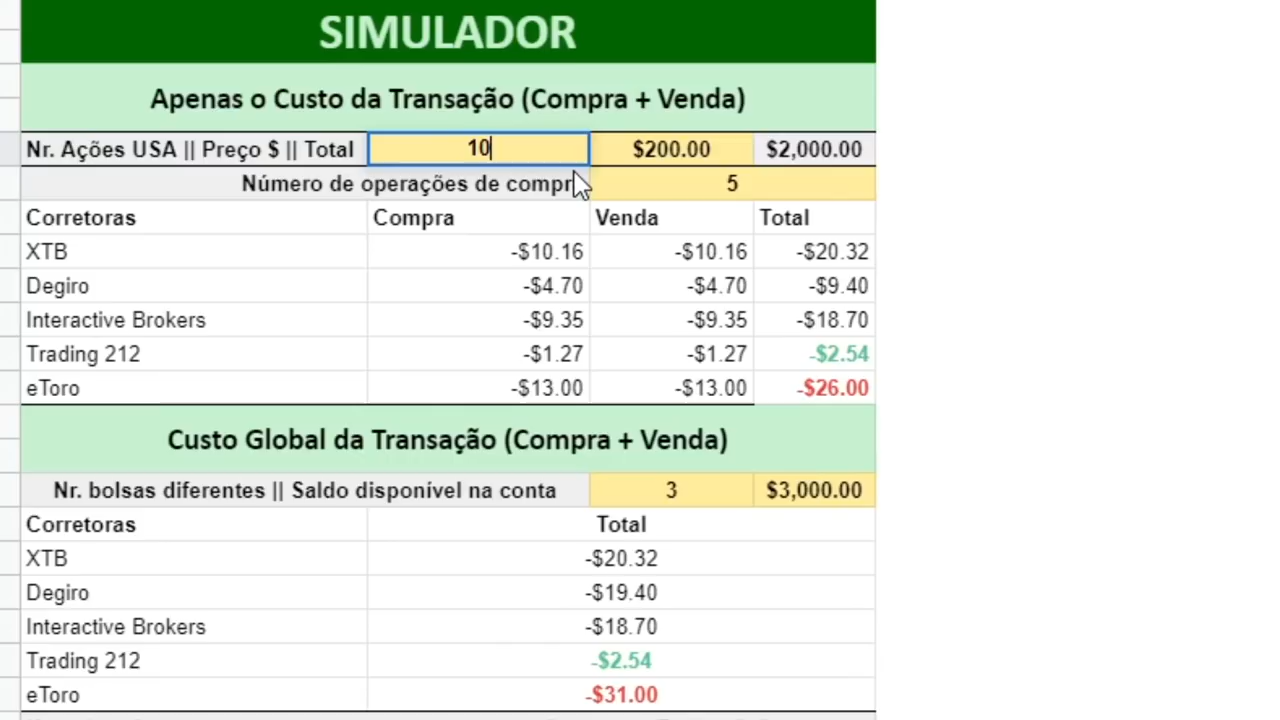 SIMULADOR
Apenas o Custo da Transação (Compra + Venda)
Nr. Ações USA || Preço $ || Total 10 $200.00 $2,000.00
Número de operações de compr 5
Corretoras Compra Venda Total
XTB -$10.16 -$10.16 -$20.32
Degiro -$4.70 -$4.70 -$9.40
Interactive Brokers -$9.35 -$9.35 -$18.70
Trading 212 -$1.27 -$1.27 -$2.54
eToro -$13.00 -$13.00 -$26.00
Custo Global da Transação (Compra + Venda)
Nr. bolsas diferentes || Saldo disponível na conta 3 $3,000.00
Corretoras Total
XTB -$20.32
Degiro -$19.40
Interactive Brokers -$18.70
Trading 212 -$2.54
eToro -$31.00